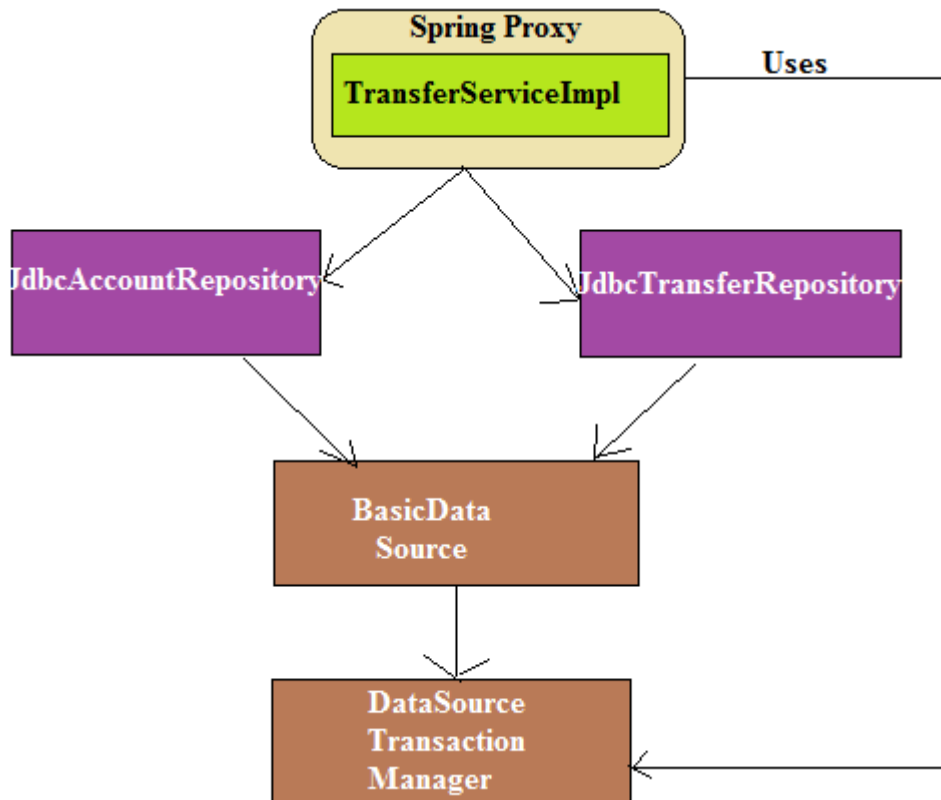 Spring Proxy
Uses
TransferServiceImpl
JdbcAccountRepository
JdbcTransferRepository
BasicData
Source
DataSource
Transaction
Manager